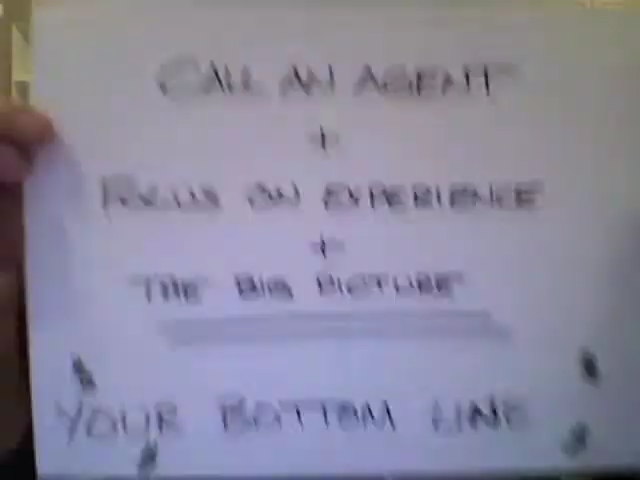 CALL AN AGENT
+
FOCUS ON EXPERIENCE
+
THE BIG PICTURE
YOUR BOTTOM LINE